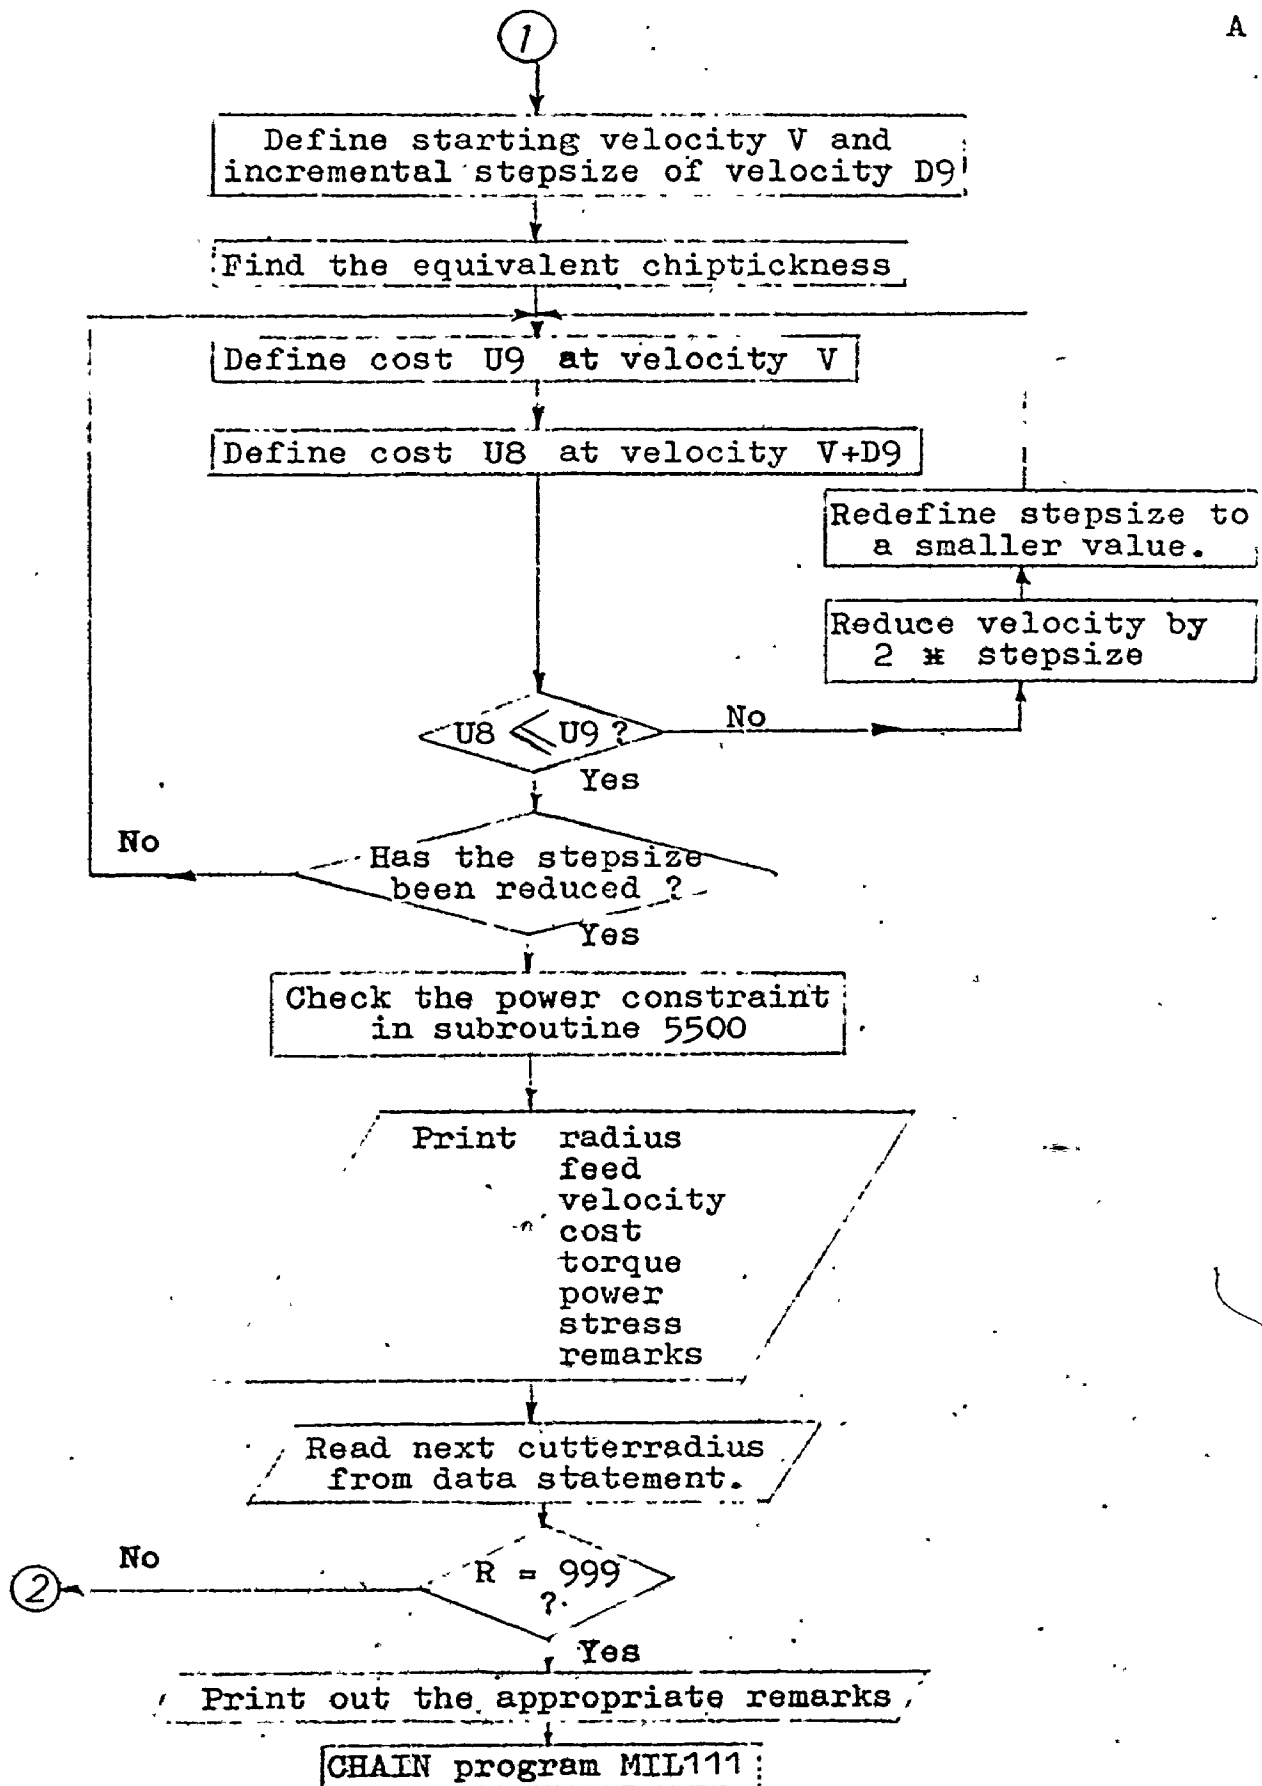 1
A
Define starting velocity V and
incremental stepsize of velocity D9
Find the equivalent chiptickness
Define cost U9 at velocity V
Define cost U8 at velocity V+D9
Redefine stepsize to
a smaller value.
Reduce velocity by
2 * stepsize
U8 ≤ U9 ?
No
Yes
No
Has the stepsize
been reduced ?
Yes
Check the power constraint
in subroutine 5500
Print radius
feed
velocity
cost
torque
power
stress
remarks
Read next cutterradius
from data statement.
No
2
R = 999
?
Yes
Print out the appropriate remarks
CHAIN program MIL111